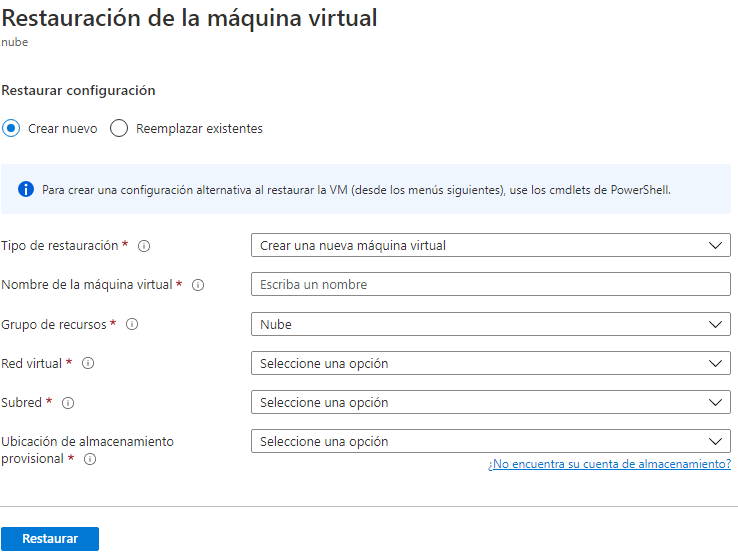 Restauración de la máquina virtual
nube
Restaurar configuración
Crear nuevo Reemplazar existentes
Para crear una configuración alternativa al restaurar la VM (desde los menús siguientes), use los cmdlets de PowerShell.
Tipo de restauración * Crear una nueva máquina virtual
Nombre de la máquina virtual * Escriba un nombre
Grupo de recursos * Nube
Red virtual * Seleccione una opción
Subred * Seleccione una opción
Ubicación de almacenamiento Seleccione una opción
provisional *
¿No encuentra su cuenta de almacenamiento?
Restaurar